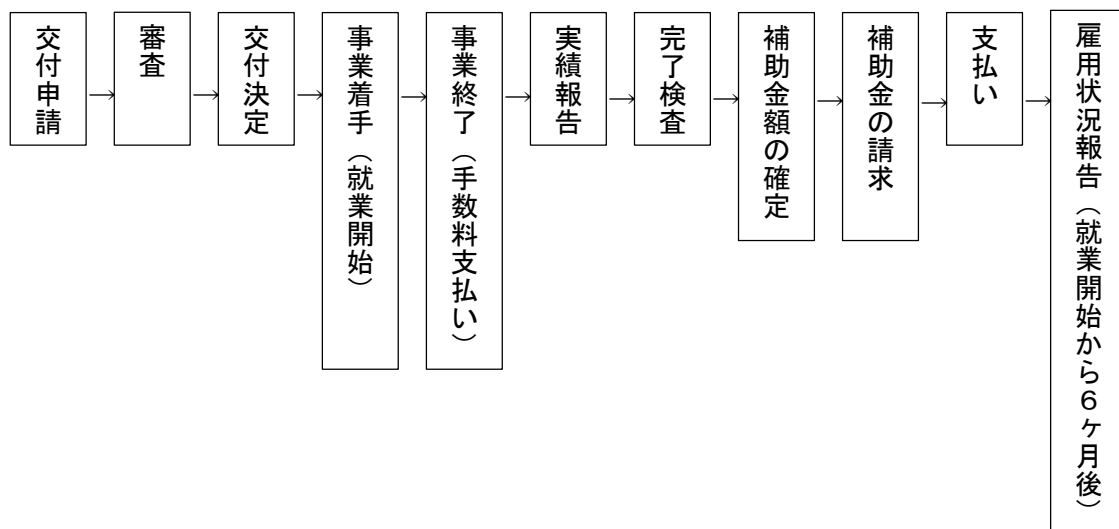 交付申請
→
審査
→
交付決定
→
事業着手（就業開始）
→
事業終了（手数料支払い）
→
実績報告
→
完了検査
→
補助金額の確定
→
補助金の請求
→
支払い
→
雇用状況報告（就業開始から６ヶ月後）